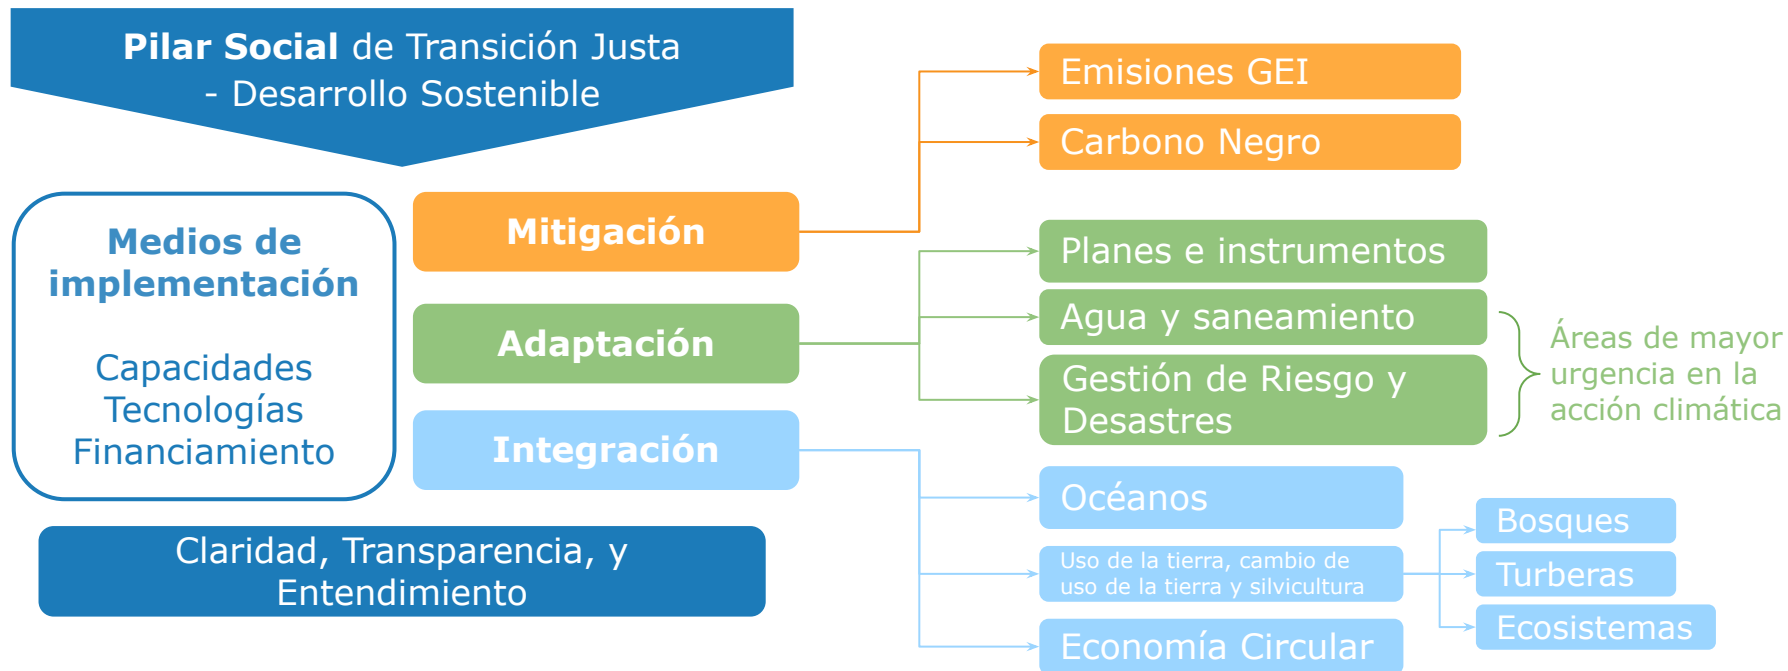 Pilar Social de Transición Justa
- Desarrollo Sostenible
Medios de
implementación
Capacidades
Tecnologías
Financiamiento
Mitigación
Adaptación
Integración
Claridad, Transparencia, y
Entendimiento
Emisiones GEI
Carbono Negro
Planes e instrumentos
Agua y saneamiento
Gestión de Riesgo y
Desastres
Áreas de mayor
urgencia en la
acción climática
Océanos
Uso de la tierra, cambio de
uso de la tierra y silvicultura
Economía Circular
Bosques
Turberas
Ecosistemas